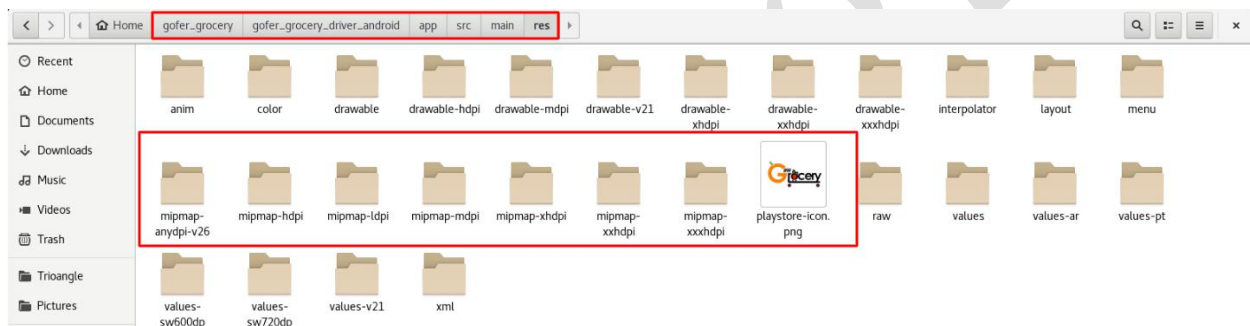 Home gofer_grocery gofer_grocery_driver_android app src main res
Recent
Home
Documents
Downloads
Music
Videos
Trash
Trioangle
Pictures
anim color drawable drawable-hdpi drawable-mdpi drawable-v21 drawable- drawable- drawable- interpolator layout menu
xhdpi xxhdpi xxxhdpi
Grocery
mipmap- mipmap-hdpi mipmap-ldpi mipmap-mdpi mipmap-xhdpi mipmap- mipmap- playstore-icon. raw values values-ar values-pt
anydpi-v26 xxhdpi xxxhdpi png
values- values- values-v21 xml
sw600dp sw720dp